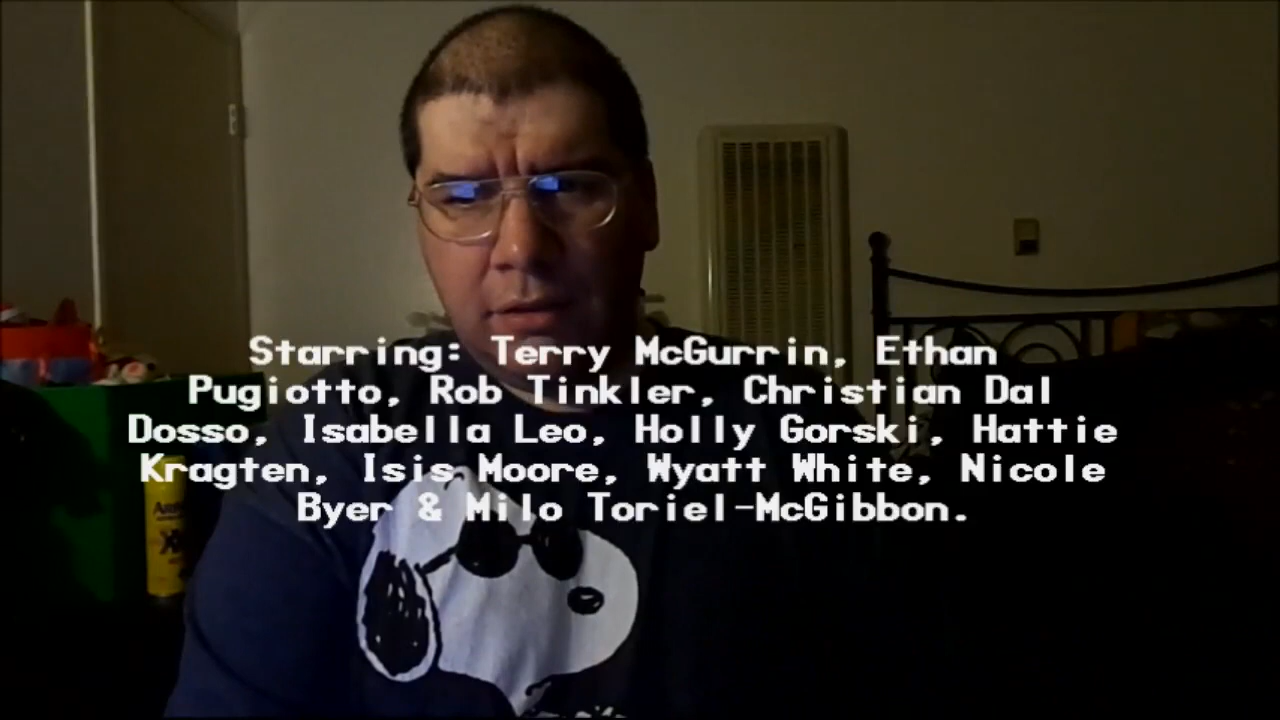 Starring: Terry McGurrin, Ethan
Pugiotto, Rob Tinkler, Christian Dal
Dosso, Isabella Leo, Holly Gorski, Hattie
Kragten, Isis Moore, Wyatt White, Nicole
Byer & Milo Toriel-McGibbon.